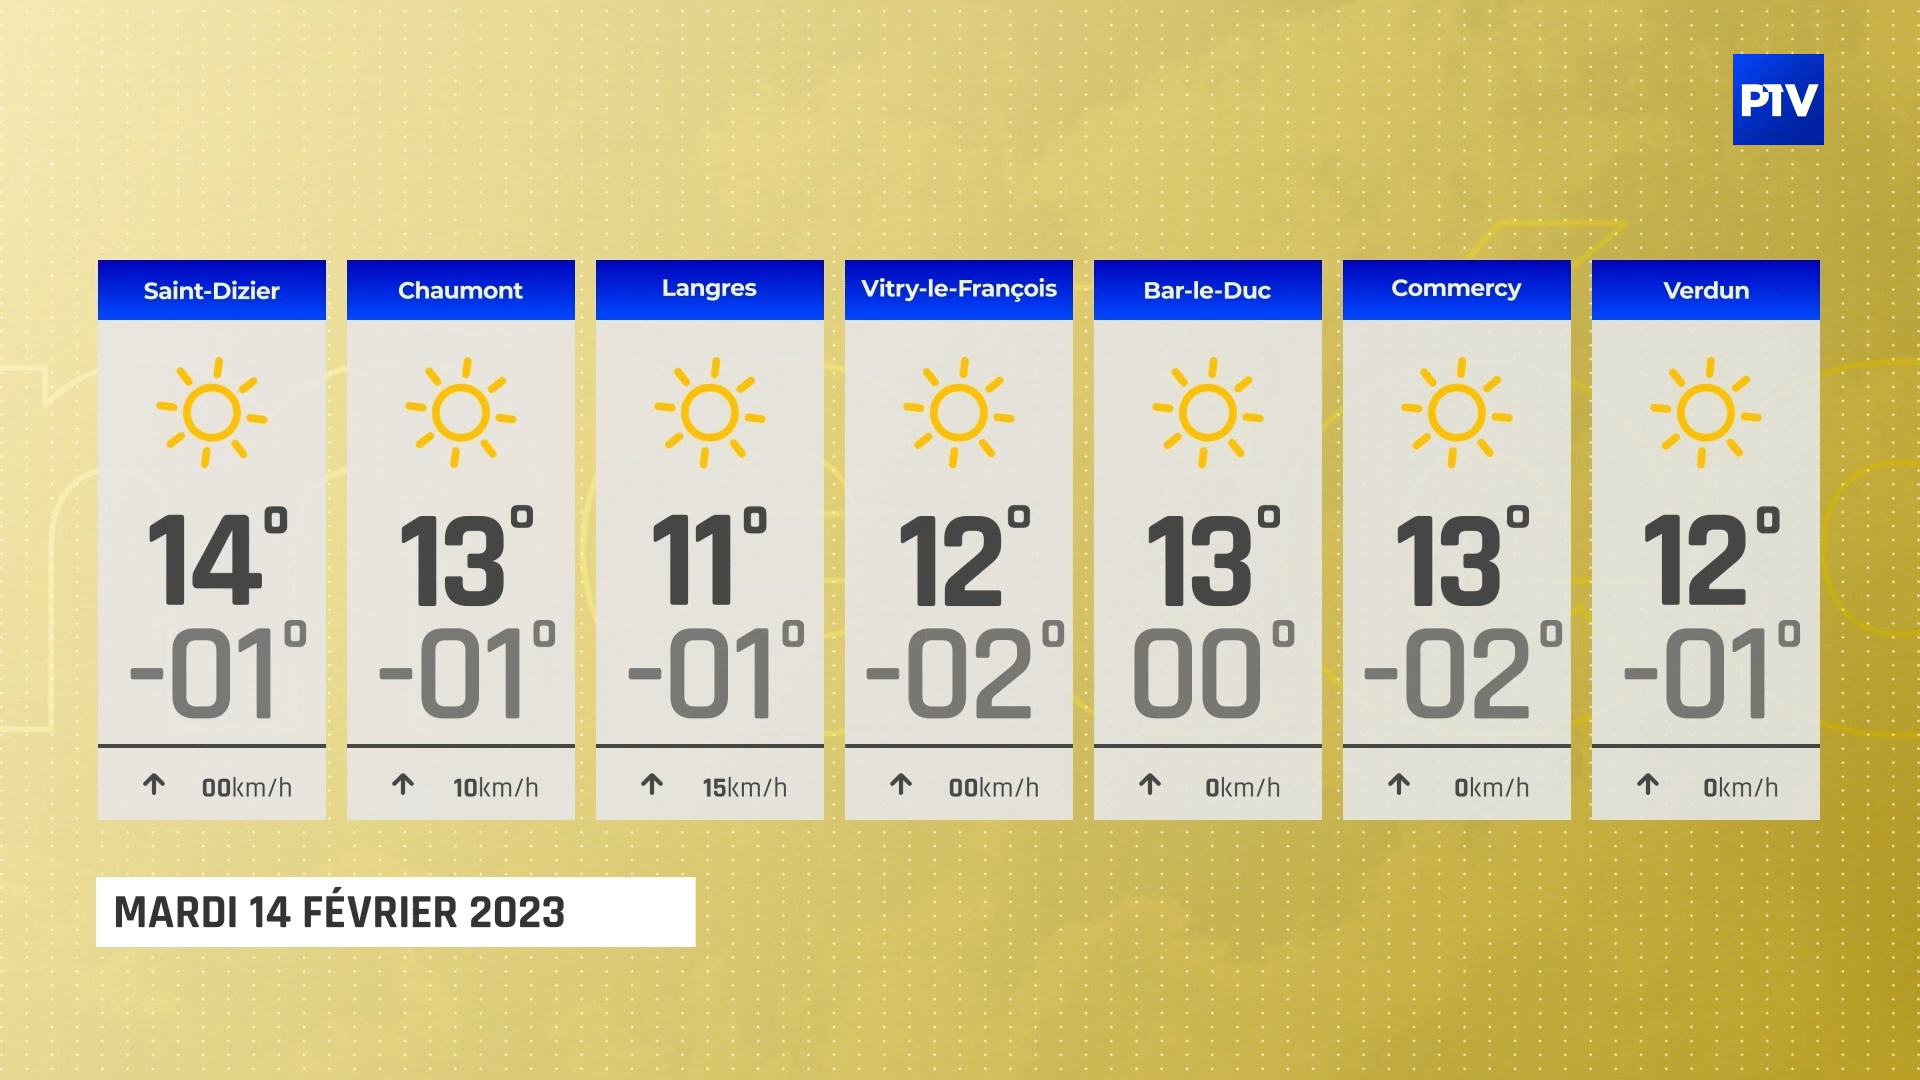 PTV
Saint-Dizier
14°
-01°
00km/h
Chaumont
13°
-01°
10km/h
Langres
11°
-01°
15km/h
Vitry-le-François
12°
-02°
00km/h
Bar-le-Duc
13°
00°
0km/h
Commercy
13°
-02°
0km/h
Verdun
12°
-01°
0km/h
MARDI 14 FÉVRIER 2023